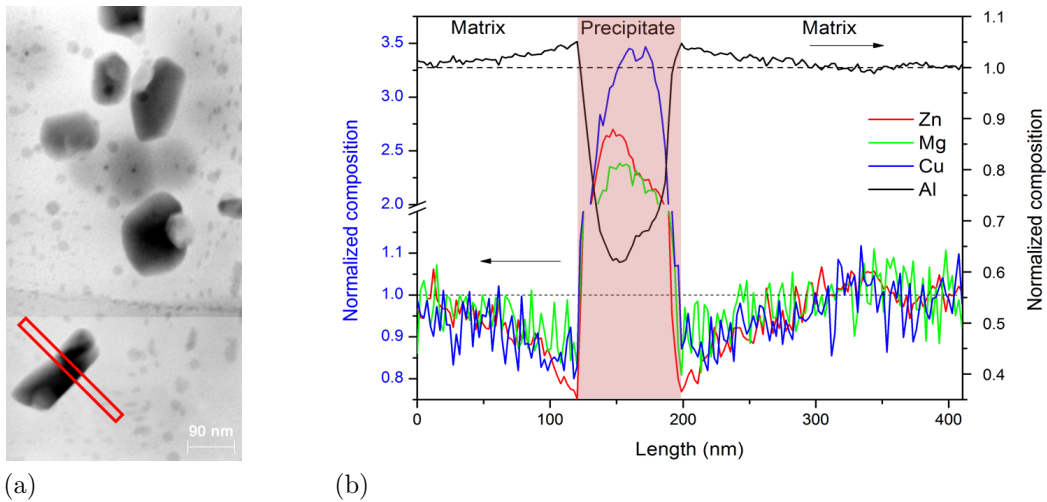 90 nm
(a)
Matrix
Precipitate
Matrix
Normalized composition
3.5
3.0
2.5
2.0
1.1
1.0
0.9
0.8
Zn
Mg
Cu
Al
1.1
1.0
0.9
0.8
0.7
0.6
0.5
0.4
Normalized composition
0
100
200
300
400
Length (nm)
(b)